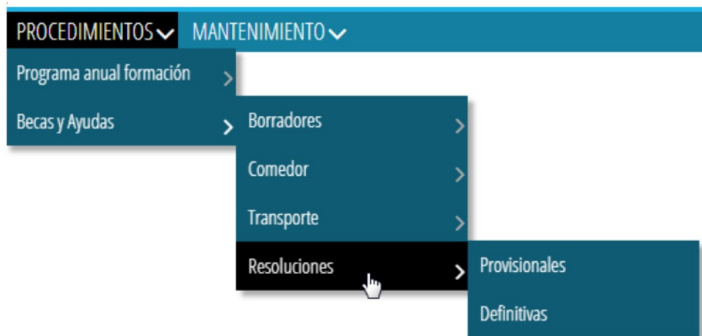 PROCEDIMIENTOS MANTENIMIENTO
Programa anual formación
Becas y Ayudas
Borradores
Comedor
Transporte
Resoluciones
Provisionales
Definitivas